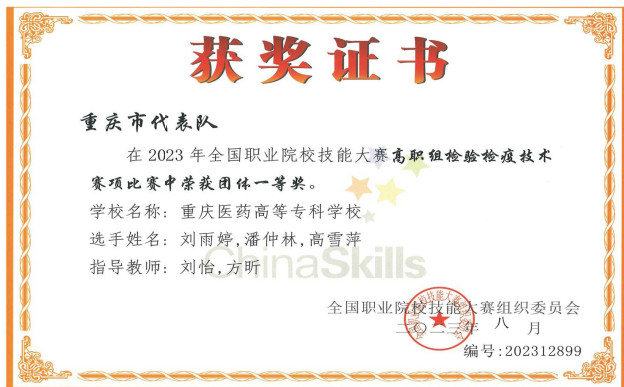 获奖证书
重庆市代表队
在 2023 年全国职业院校技能大赛高职组检验检疫技术
赛项比赛中荣获团体一等奖。
学校名称：重庆医药高等专科学校
选手姓名：刘雨婷,潘仲林,高雪萍
指导教师：刘怡,方昕
ChinaSkills
全国职业院校技能大赛组织委员会
二〇二三年 八 月
编号:202312899